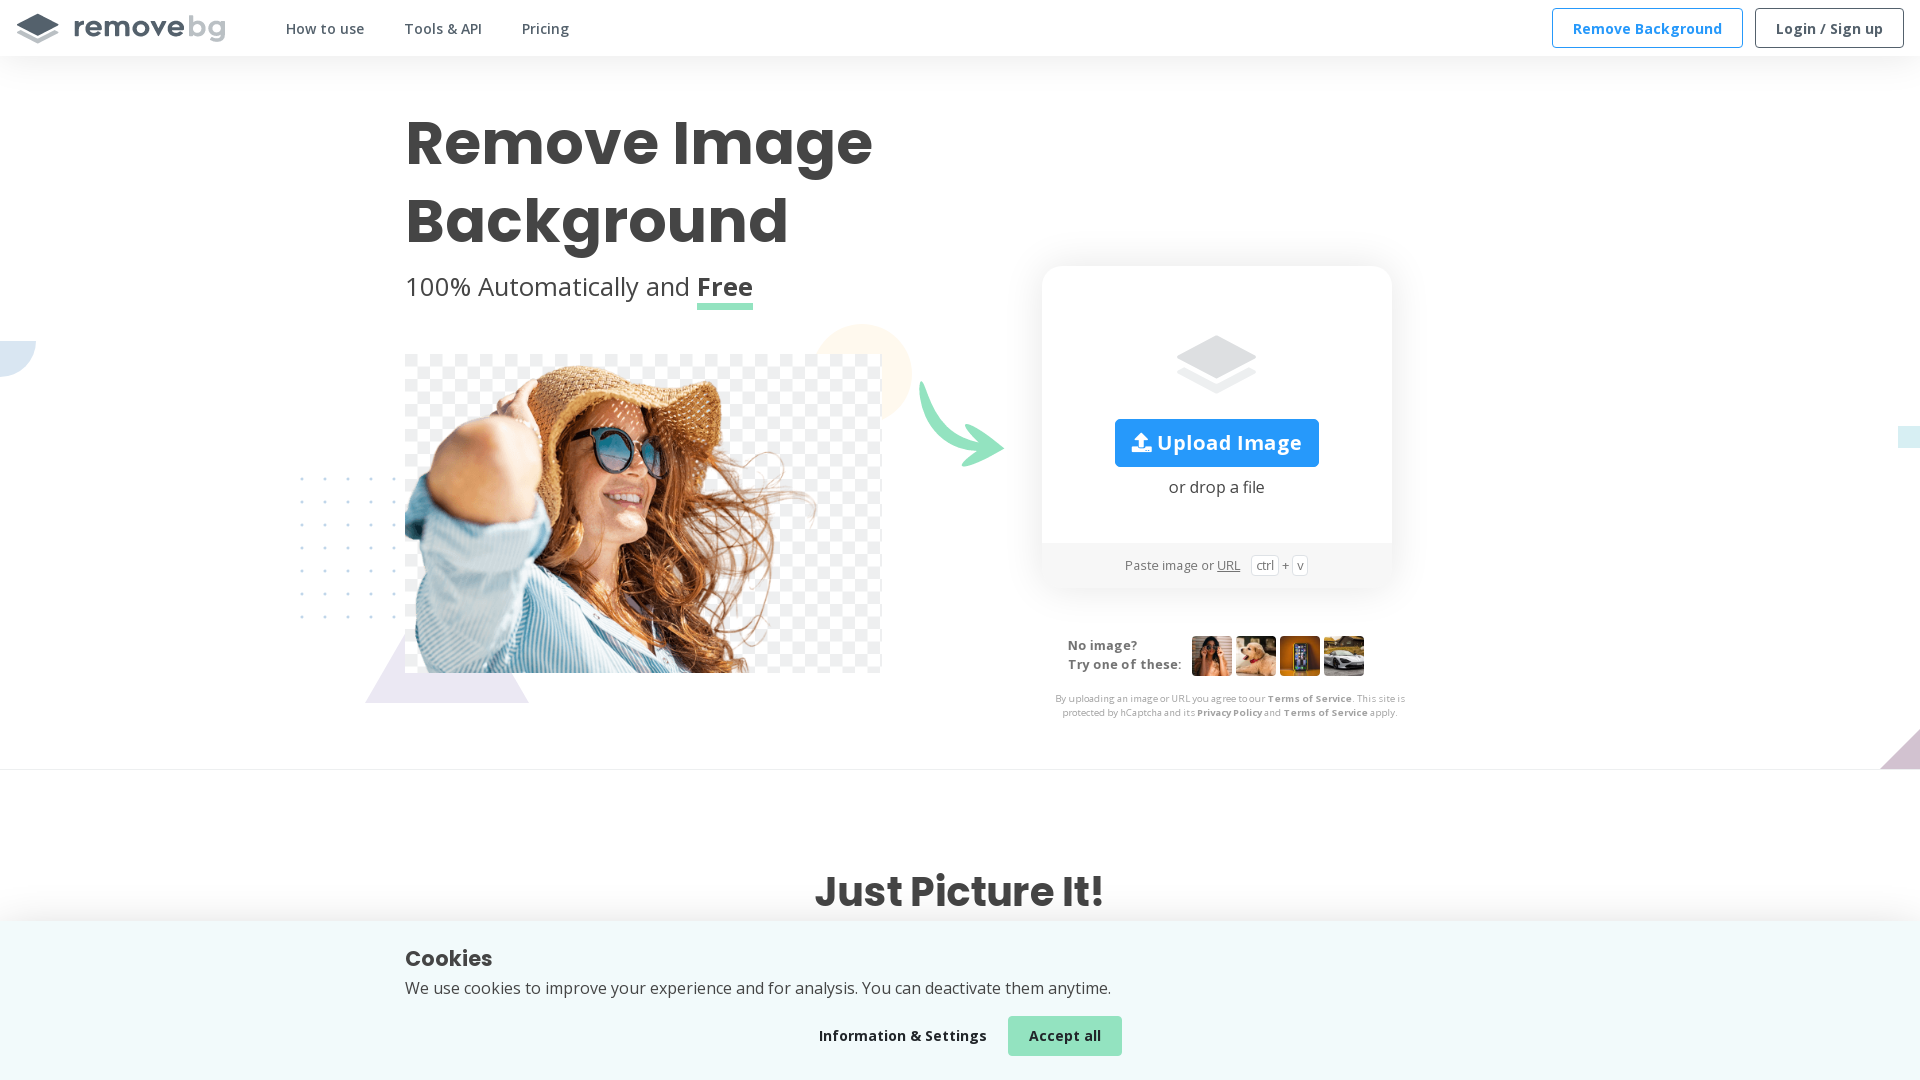 removebg
How to use
Tools & API
Pricing
Remove Background
Login / Sign up
Remove Image
Background
100% Automatically and Free
Upload Image
or drop a file
Paste image or URL ctrl + v
No image?
Try one of these:
By uploading an image or URL you agree to our Terms of Service. This site is
protected by hCaptcha and its Privacy Policy and Terms of Service apply.
Just Picture It!
Cookies
We use cookies to improve your experience and for analysis. You can deactivate them anytime.
Information & Settings
Accept all